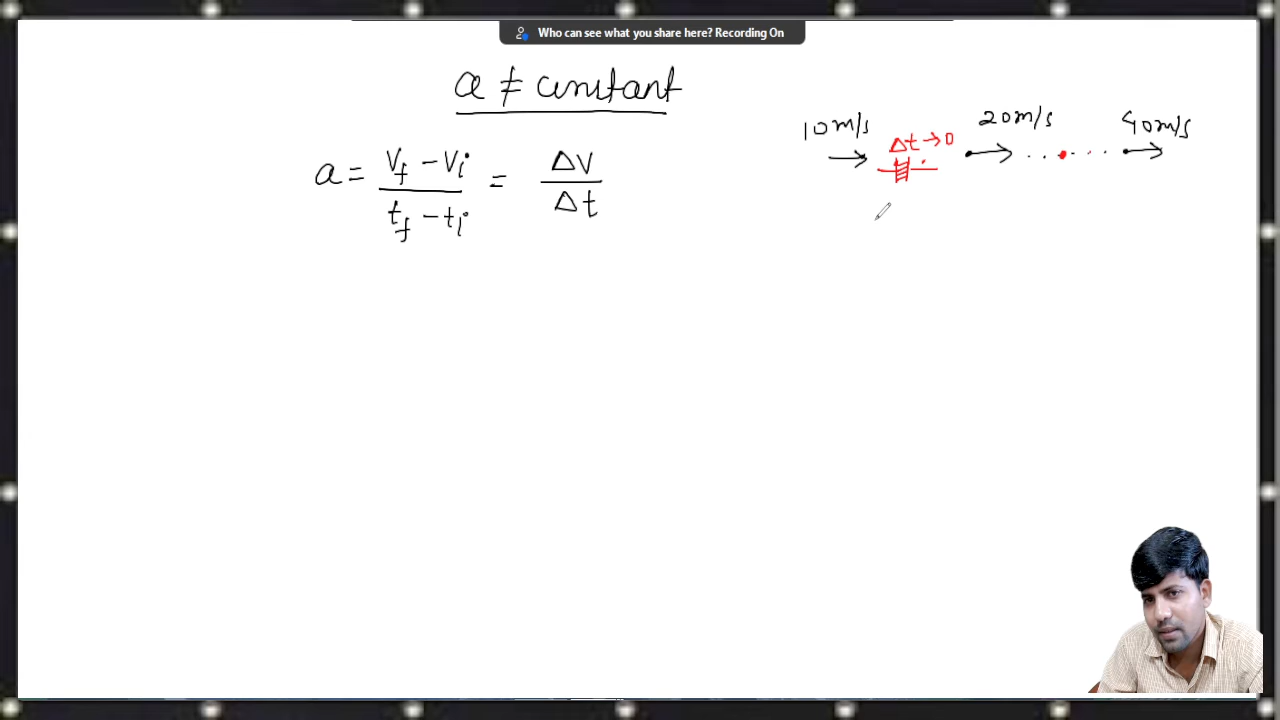 Who can see what you share here? Recording On
a ≠ constant
10m/s 20m/s 40m/s
Δt→0
a = Vf − Vi / tf − ti = ΔV / Δt